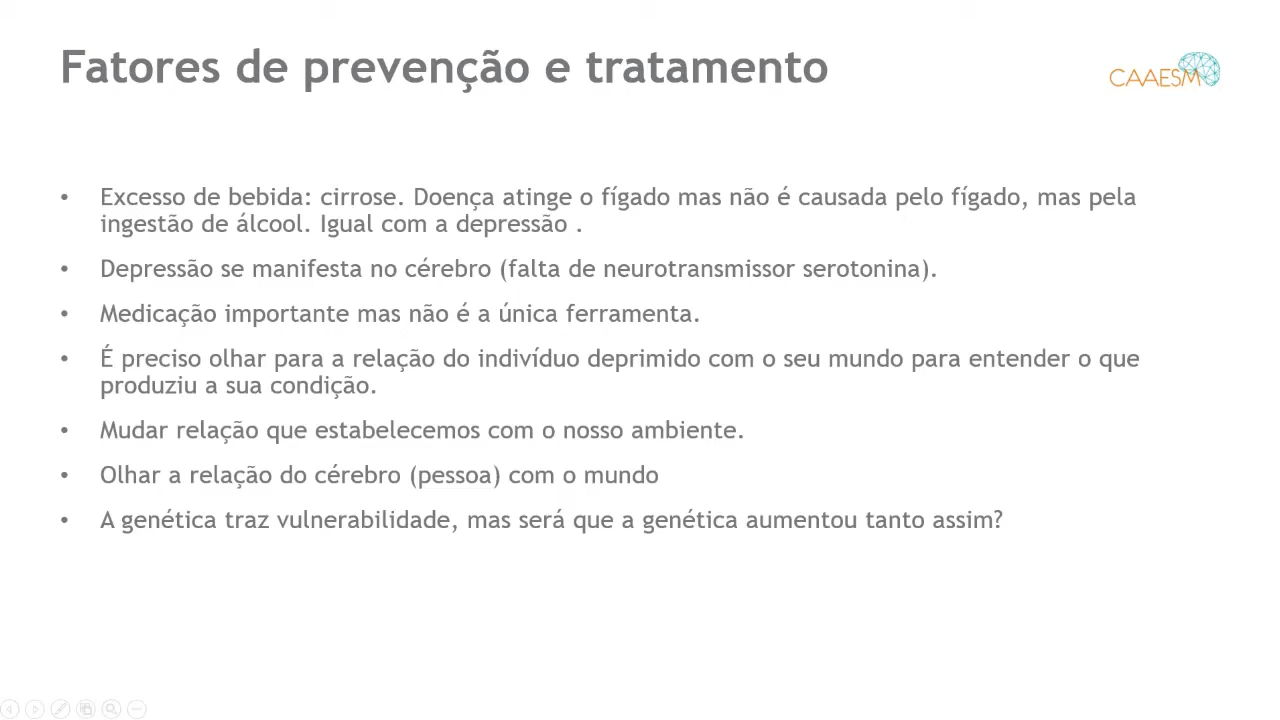 Fatores de prevenção e tratamento
CAAESM
• Excesso de bebida: cirrose. Doença atinge o fígado mas não é causada pelo fígado, mas pela
ingestão de álcool. Igual com a depressão .
• Depressão se manifesta no cérebro (falta de neurotransmissor serotonina).
• Medicação importante mas não é a única ferramenta.
• É preciso olhar para a relação do indivíduo deprimido com o seu mundo para entender o que
produziu a sua condição.
• Mudar relação que estabelecemos com o nosso ambiente.
• Olhar a relação do cérebro (pessoa) com o mundo
• A genética traz vulnerabilidade, mas será que a genética aumentou tanto assim?